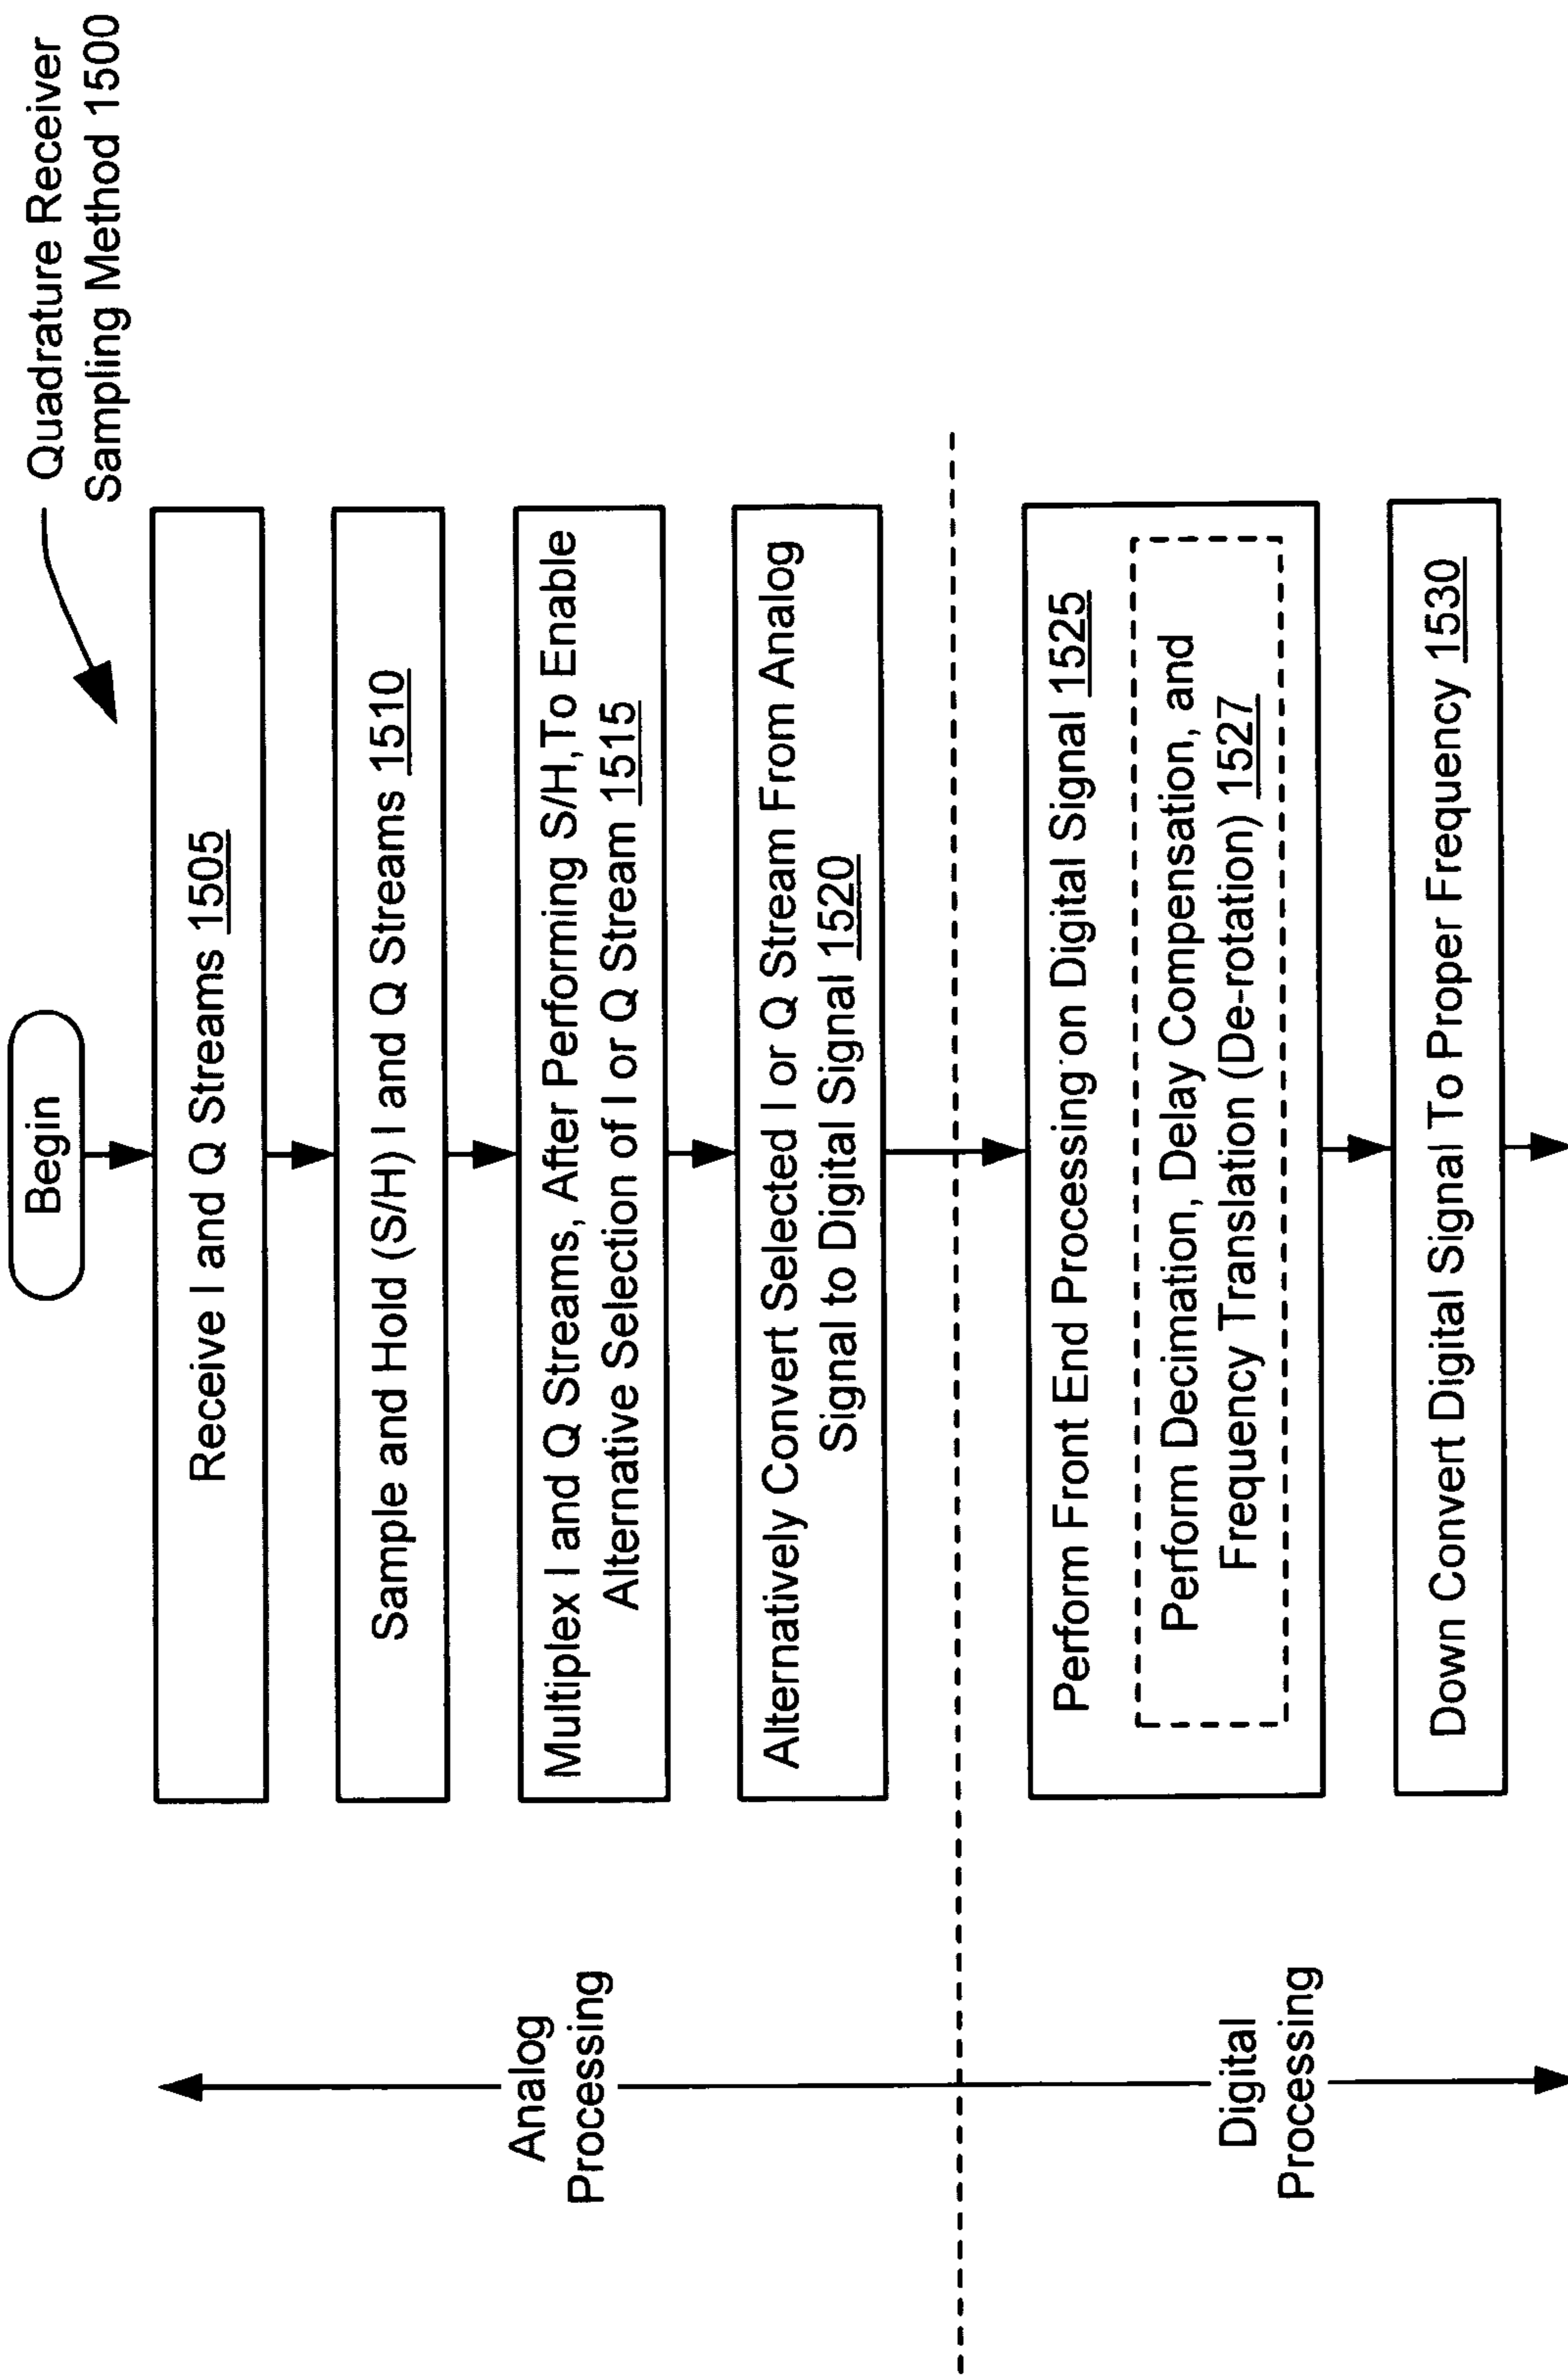 Quadrature Receiver
Sampling Method 1500
Begin
Receive I and Q Streams 1505
Sample and Hold (S/H) I and Q Streams 1510
Multiplex I and Q Streams, After Performing S/H,To Enable
Alternative Selection of I or Q Stream 1515
Alternatively Convert Selected I or Q Stream From Analog
Signal to Digital Signal 1520
Analog
Processing
Perform Front End Processing on Digital Signal 1525
Perform Decimation, Delay Compensation, and
Frequency Translation (De-rotation) 1527
Down Convert Digital Signal To Proper Frequency 1530
Digital
Processing